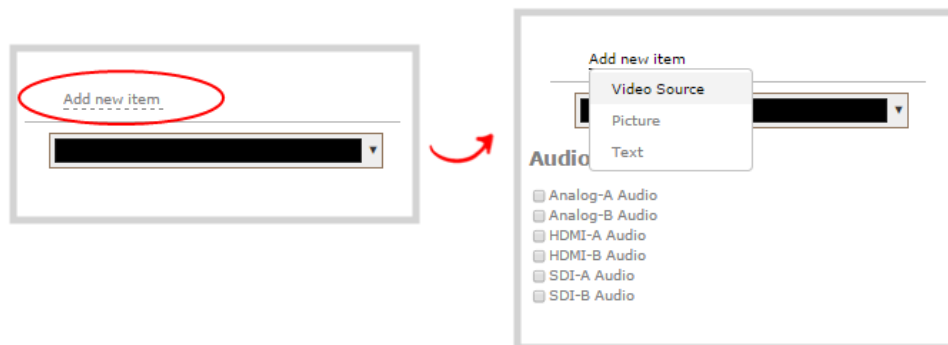 Add new item
Add new item
Video Source
Picture
Text
Audio
Analog-A Audio
Analog-B Audio
HDMI-A Audio
HDMI-B Audio
SDI-A Audio
SDI-B Audio